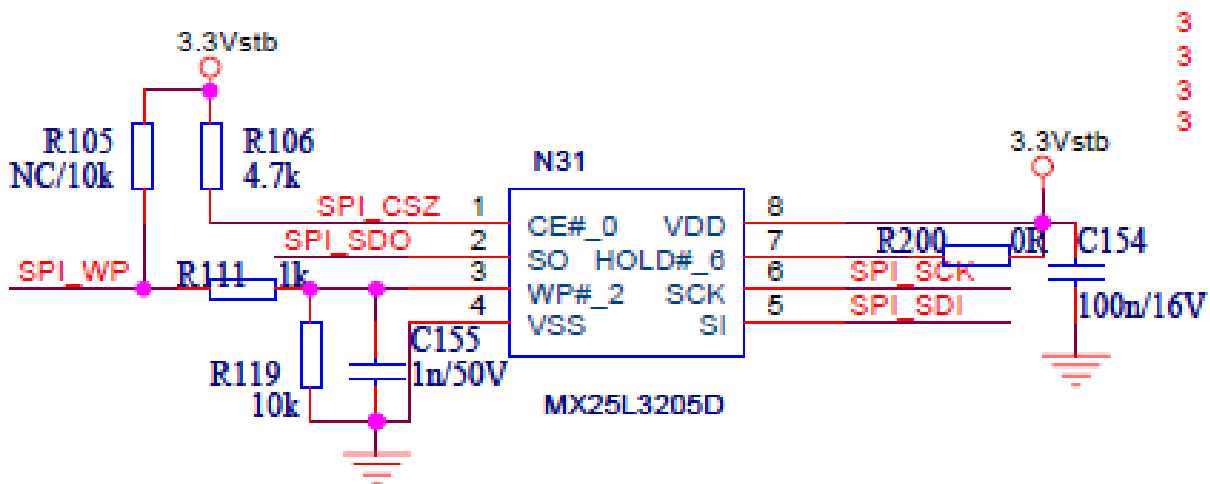 3
3
3
3
3.3Vstb
R105
NC/10k
R106
4.7k
3.3Vstb
N31
SPI_CSZ
1
CE#_0
VDD
8
SPI_SDO
2
SO
HOLD#_6
7
R200
0R
C154
100n/16V
SPI_WP
R111
1k
3
WP#_2
SCK
6
SPI_SCK
4
VSS
SI
5
SPI_SDI
R119
10k
C155
1n/50V
MX25L3205D